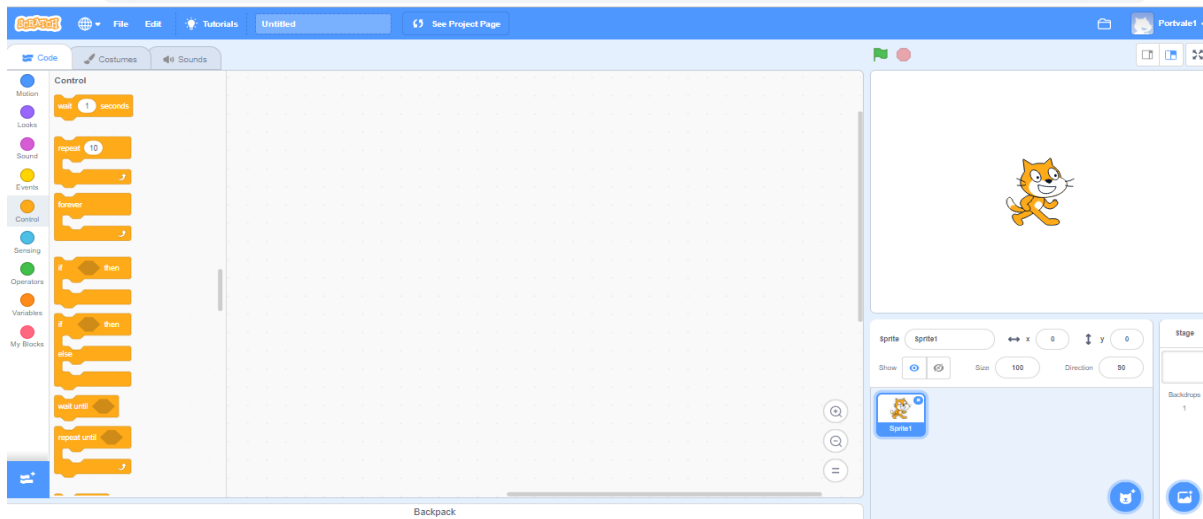 SCRATCH File Edit Tutorials Untitled See Project Page Portvale1
Code Costumes Sounds
Motion
Looks
Sound
Events
Control
Sensing
Operators
Variables
My Blocks
Control
wait 1 seconds
repeat 10
forever
if then
if then
else
wait until
repeat until
Sprite Sprite1 x 0 y 0
Show Size 100 Direction 90
Sprite1
Stage
Backdrops
1
Backpack